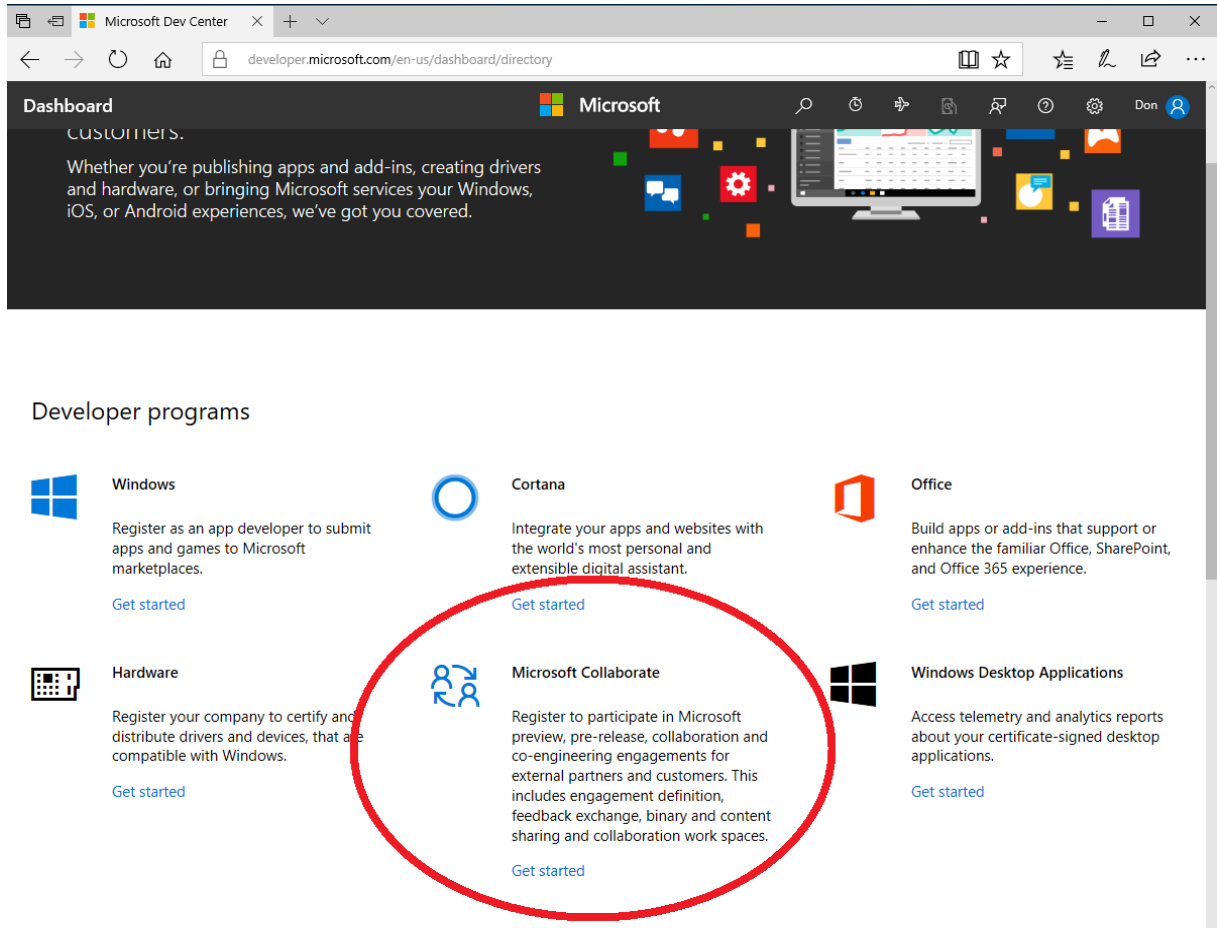 Microsoft Dev Center
developer.microsoft.com/en-us/dashboard/directory
Dashboard
Microsoft
Don
customers.
Whether you're publishing apps and add-ins, creating drivers
and hardware, or bringing Microsoft services your Windows,
iOS, or Android experiences, we've got you covered.
Developer programs
Windows
Register as an app developer to submit
apps and games to Microsoft
marketplaces.
Get started
Cortana
Integrate your apps and websites with
the world's most personal and
extensible digital assistant.
Get started
Office
Build apps or add-ins that support or
enhance the familiar Office, SharePoint,
and Office 365 experience.
Get started
Hardware
Register your company to certify and
distribute drivers and devices, that are
compatible with Windows.
Get started
Microsoft Collaborate
Register to participate in Microsoft
preview, pre-release, collaboration and
co-engineering engagements for
external partners and customers. This
includes engagement definition,
feedback exchange, binary and content
sharing and collaboration work spaces.
Get started
Windows Desktop Applications
Access telemetry and analytics reports
about your certificate-signed desktop
applications.
Get started